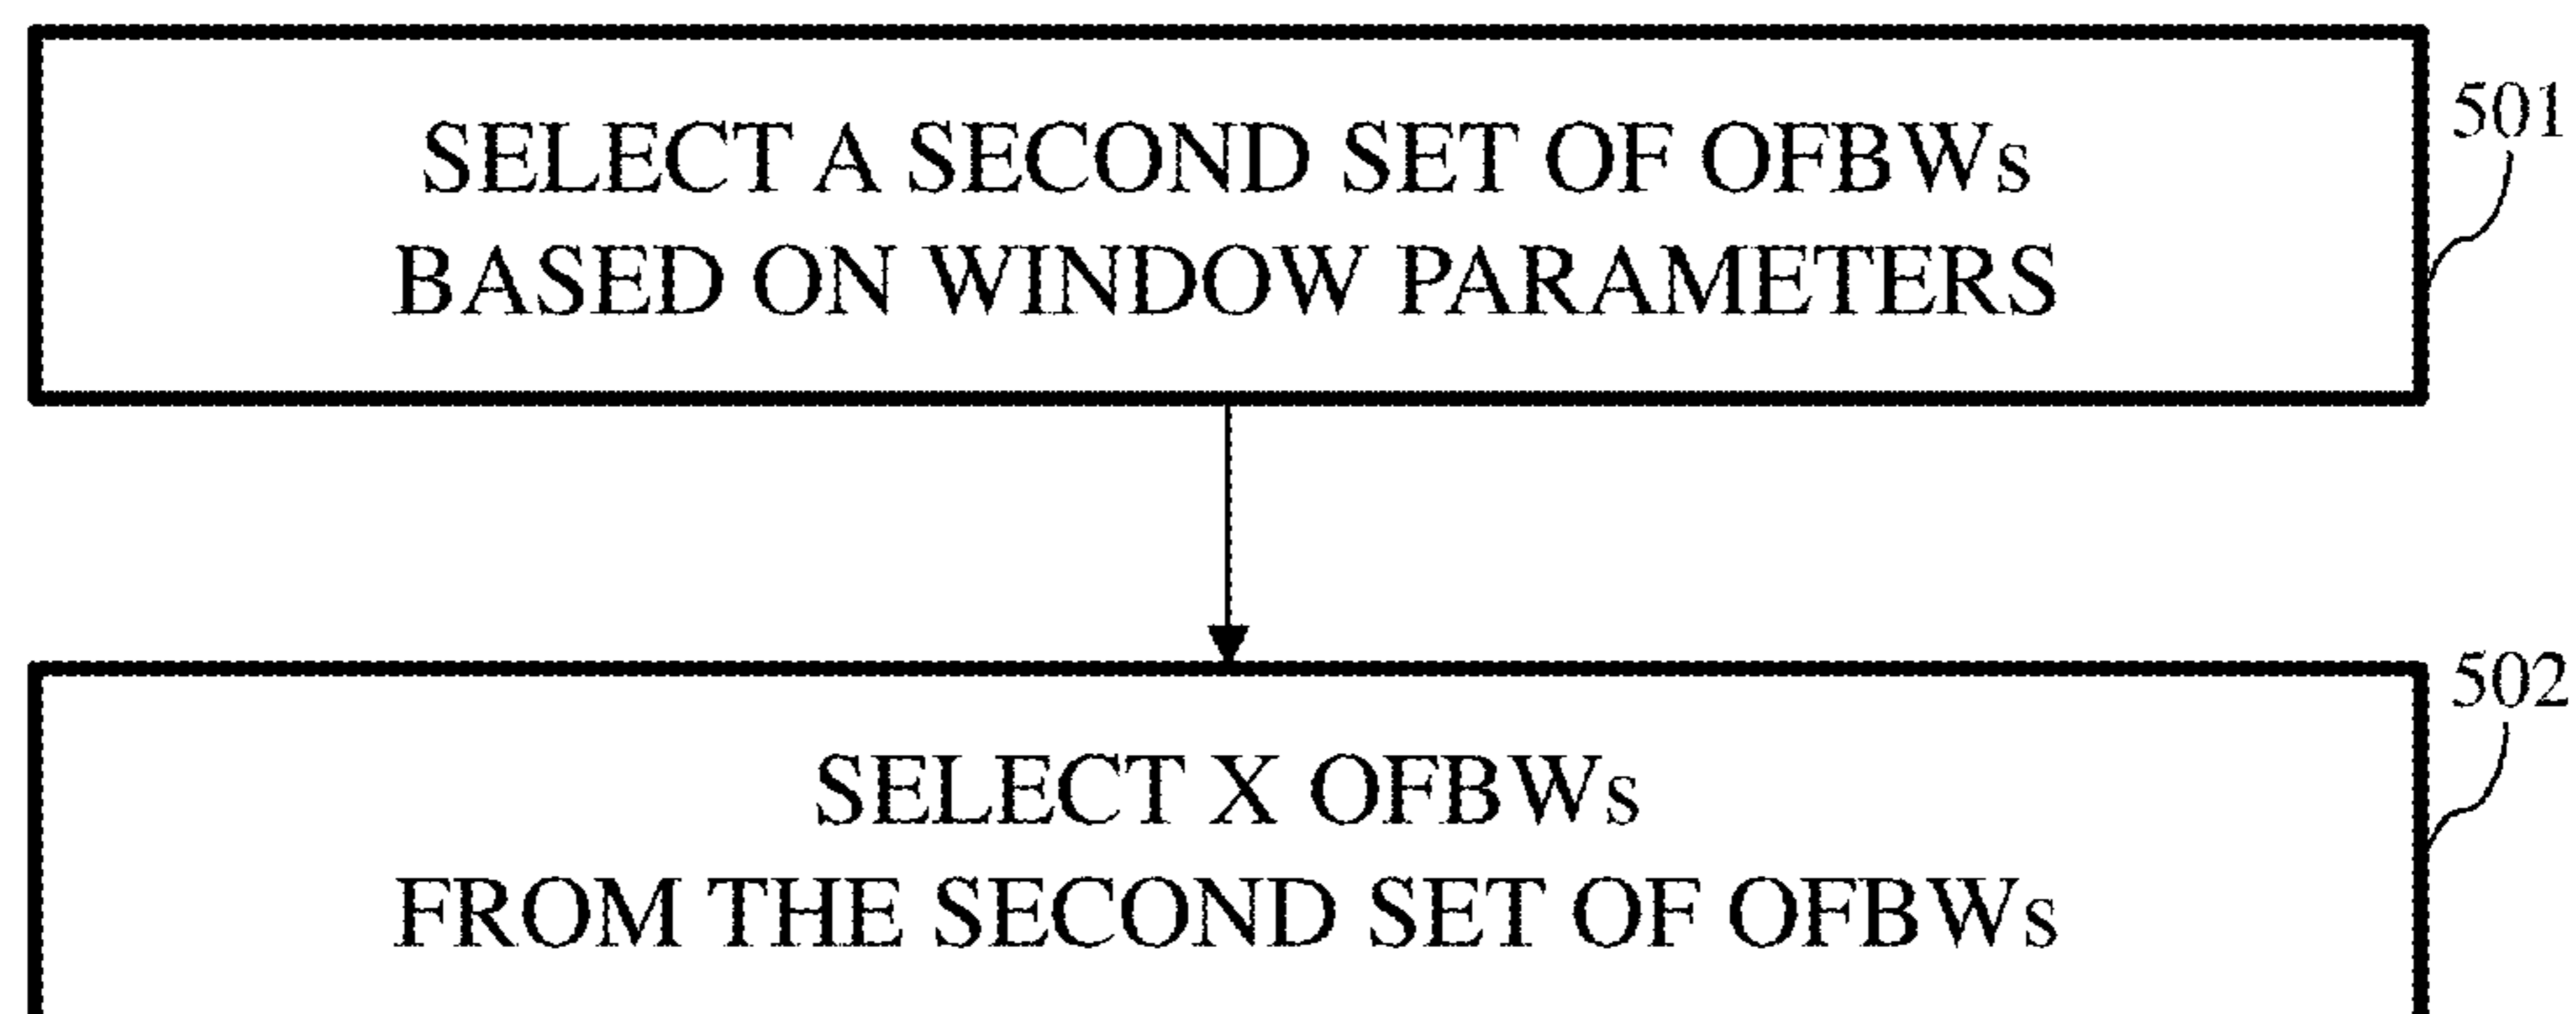 SELECT A SECOND SET OF OFBWs
BASED ON WINDOW PARAMETERS
501
SELECT X OFBWs
FROM THE SECOND SET OF OFBWs
502